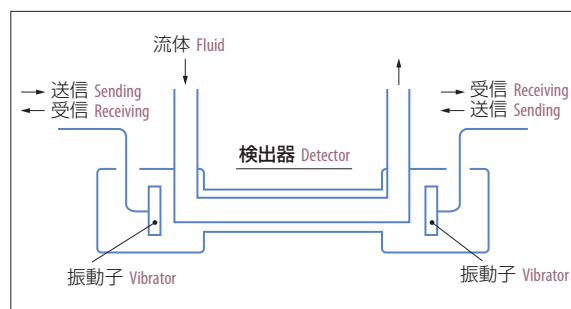 流体 Fluid
送信 Sending
受信 Receiving
受信 Receiving
送信 Sending
検出器 Detector
振動子 Vibrator
振動子 Vibrator